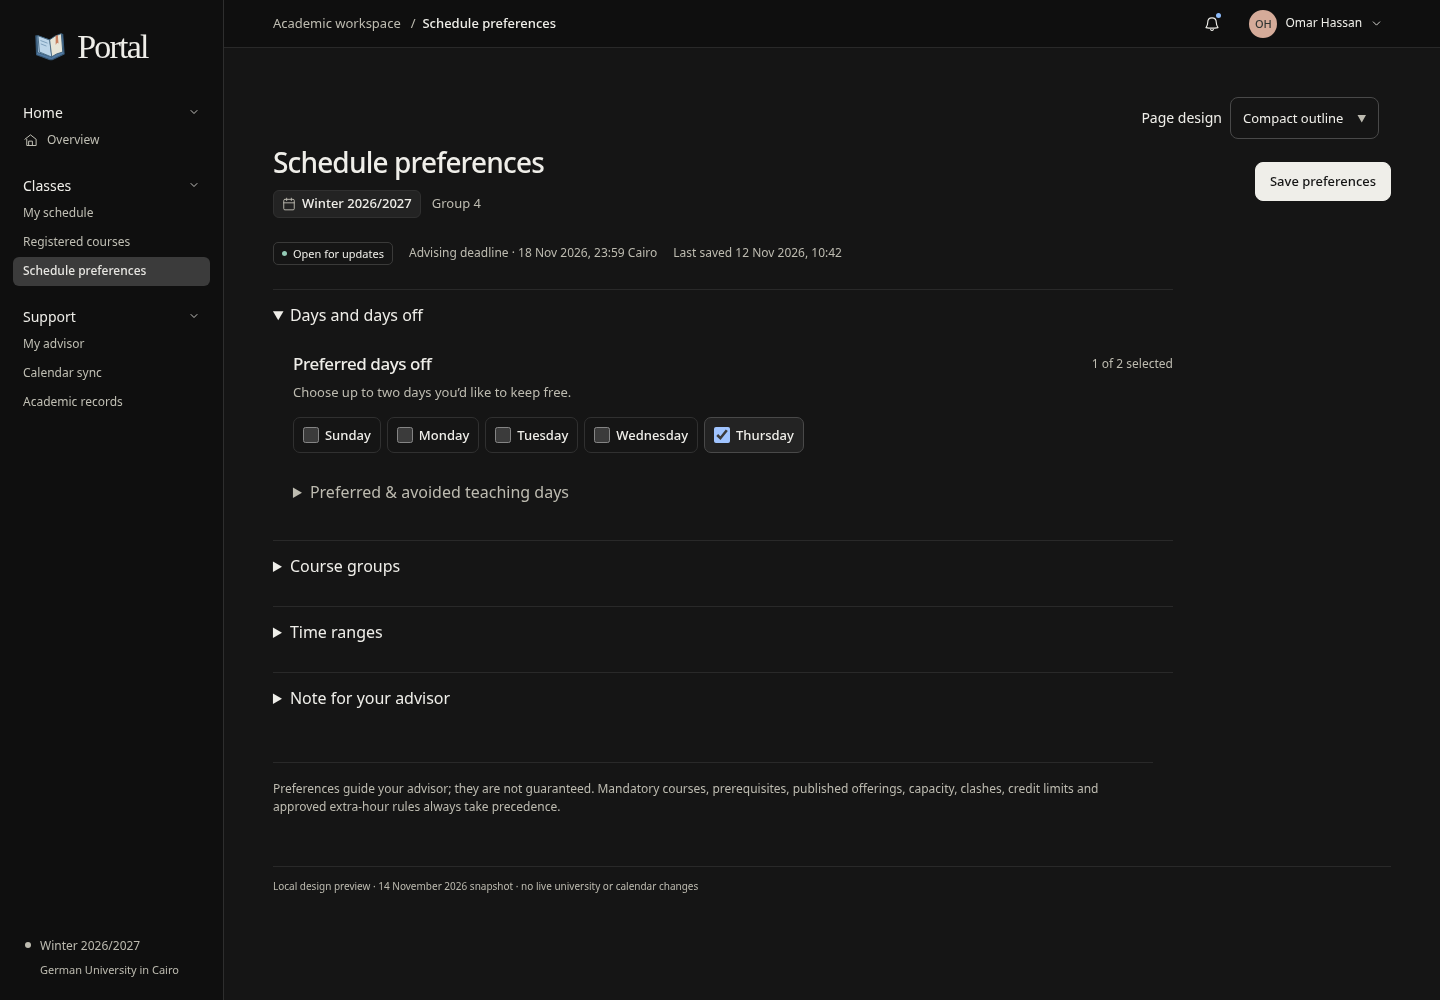 Portal
Home
Overview
Classes
My schedule
Registered courses
Schedule preferences
Support
My advisor
Calendar sync
Academic records
Winter 2026/2027
German University in Cairo
Academic workspace / Schedule preferences
OH Omar Hassan
Page design Compact outline
Schedule preferences
Save preferences
Winter 2026/2027 Group 4
Open for updates Advising deadline · 18 Nov 2026, 23:59 Cairo Last saved 12 Nov 2026, 10:42
Days and days off
Preferred days off 1 of 2 selected
Choose up to two days you’d like to keep free.
Sunday Monday Tuesday Wednesday Thursday
Preferred & avoided teaching days
Course groups
Time ranges
Note for your advisor
Preferences guide your advisor; they are not guaranteed. Mandatory courses, prerequisites, published offerings, capacity, clashes, credit limits and
approved extra-hour rules always take precedence.
Local design preview · 14 November 2026 snapshot · no live university or calendar changes